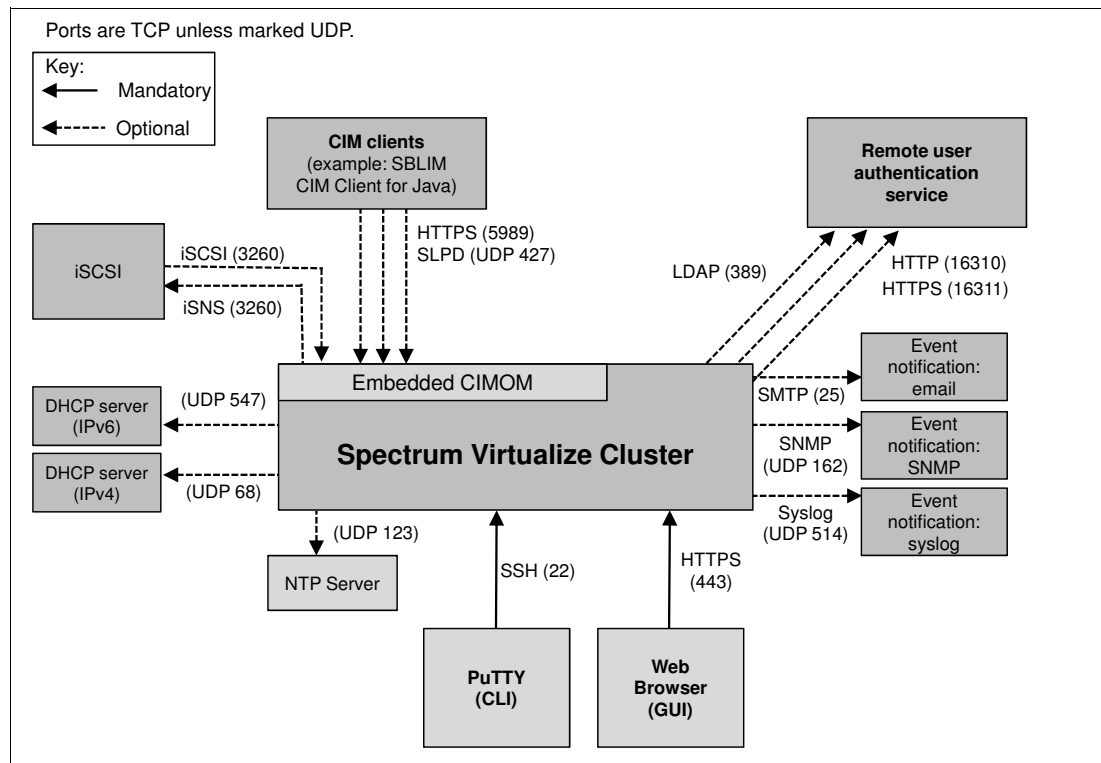 Ports are TCP unless marked UDP.
Key:
Mandatory
Optional
CIM clients
(example: SBLIM
CIM Client for Java)
Remote user
authentication
service
iSCSI
iSCSI (3260)
iSNS (3260)
HTTPS (5989)
SLPD (UDP 427)
LDAP (389)
HTTP (16310)
HTTPS (16311)
Embedded CIMOM
Spectrum Virtualize Cluster
DHCP server
(IPv6)
(UDP 547)
DHCP server
(IPv4)
(UDP 68)
SMTP (25)
Event
notification:
email
SNMP
(UDP 162)
Event
notification:
SNMP
Syslog
(UDP 514)
Event
notification:
syslog
(UDP 123)
NTP Server
SSH (22)
HTTPS
(443)
PuTTY
(CLI)
Web
Browser
(GUI)